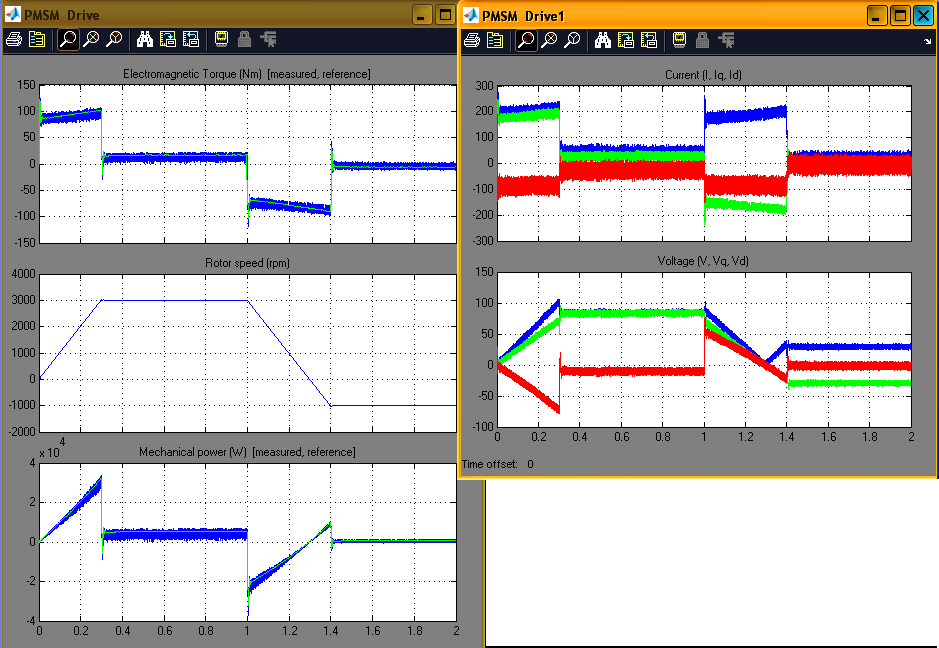 PMSM Drive
Electromagnetic Torque (Nm) [measured, reference]
150
100
50
0
-50
-100
-150
Rotor speed (rpm)
4000
3000
2000
1000
0
-1000
-2000
x 10 4
Mechanical power (W) [measured, reference]
4
2
0
-2
-4
0 0.2 0.4 0.6 0.8 1 1.2 1.4 1.6 1.8 2
PMSM Drive1
Current (I, Iq, Id)
300
200
100
0
-100
-200
-300
Voltage (V, Vq, Vd)
150
100
50
0
-50
-100
0 0.2 0.4 0.6 0.8 1 1.2 1.4 1.6 1.8 2
Time offset: 0